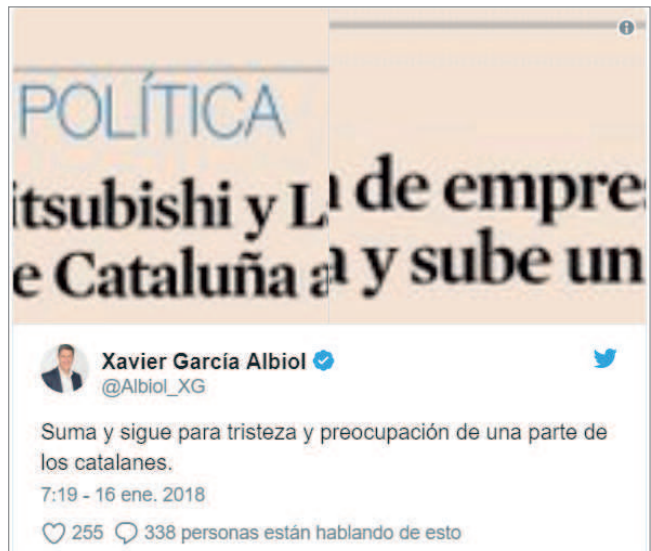 POLÍTICA
itsubishi y L
e Cataluña a
de empre
y sube un
Xavier García Albiol
@Albiol_XG
Suma y sigue para tristeza y preocupación de una parte de
los catalanes.
7:19 - 16 ene. 2018
255 338 personas están hablando de esto